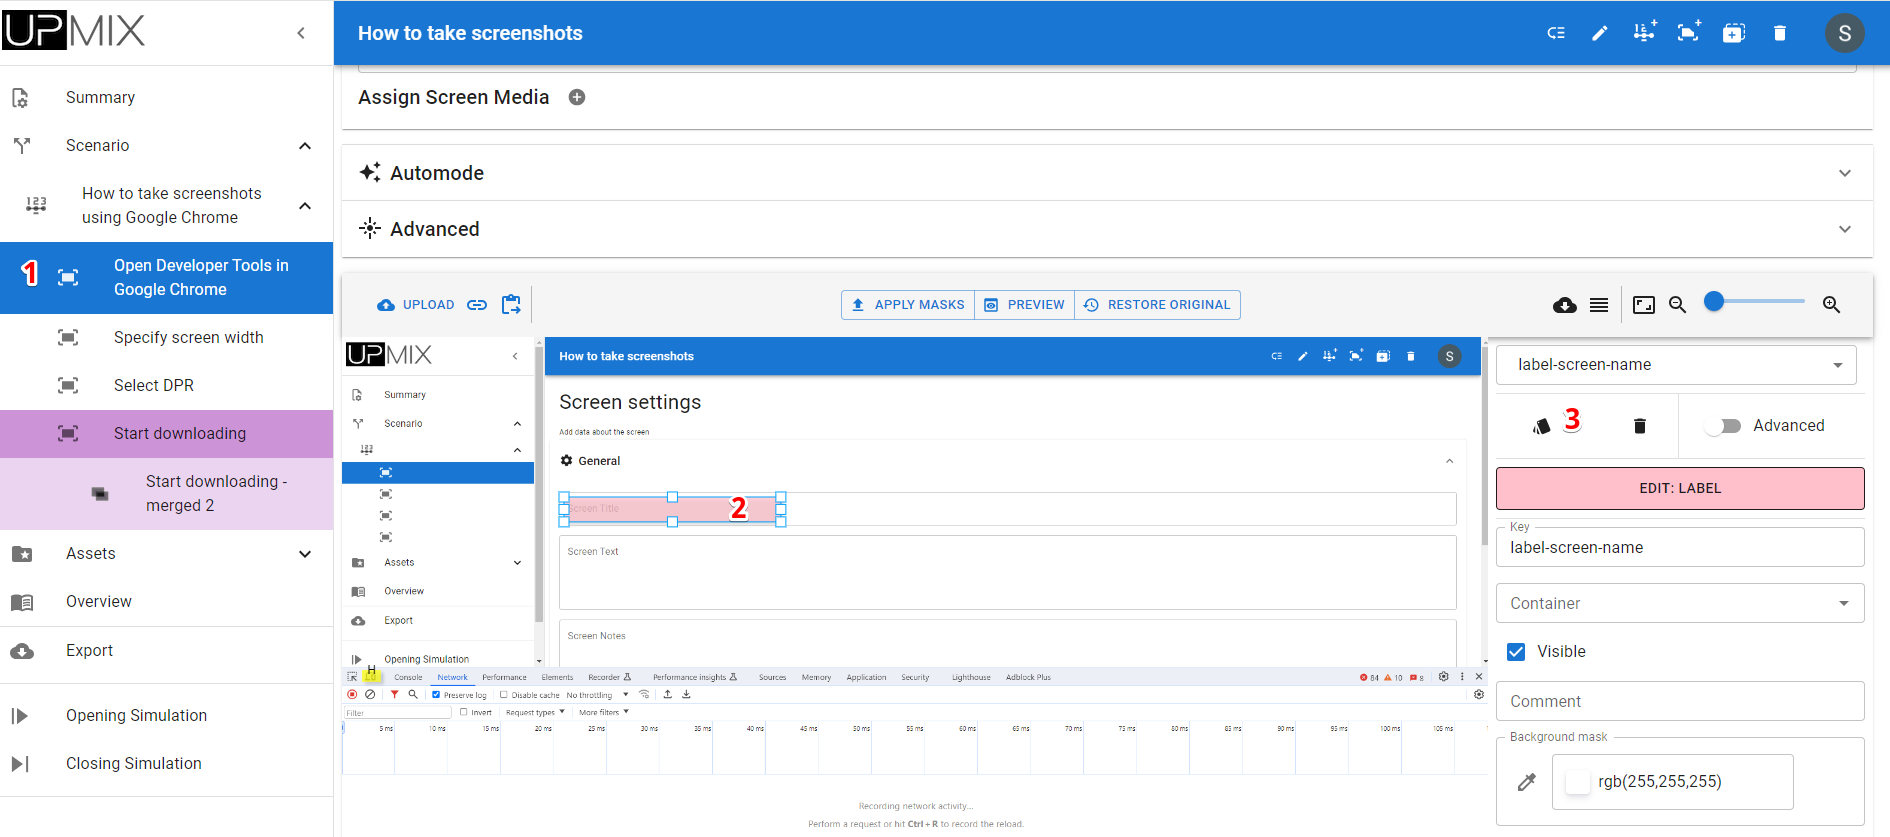 UPMIX
Summary
Scenario
How to take screenshots
using Google Chrome
1
Open Developer Tools in
Google Chrome
Specify screen width
Select DPR
Start downloading
Start downloading -
merged 2
Assets
Overview
Export
Opening Simulation
Closing Simulation
How to take screenshots
S
Assign Screen Media
Automode
Advanced
UPLOAD
APPLY MASKS
PREVIEW
RESTORE ORIGINAL
UPMIX
How to take screenshots
S
Summary
Scenario
Assets
Overview
Export
Opening Simulation
Screen settings
Add data about the screen
General
Screen Title
2
Screen Text
Screen Notes
H
Console Network Performance Elements Recorder Performance insights Sources Memory Application Security Lighthouse Adblock Plus 84 10 8
Preserve log Disable cache No throttling
Filter Invert Request types More filters
5 ms 10 ms 15 ms 20 ms 25 ms 30 ms 35 ms 40 ms 45 ms 50 ms 55 ms 60 ms 65 ms 70 ms 75 ms 80 ms 85 ms 90 ms 95 ms 100 ms 105 ms
Recording network activity...
Perform a request or hit Ctrl + R to record the reload.
label-screen-name
3
Advanced
EDIT: LABEL
Key
label-screen-name
Container
Visible
Comment
Background mask
rgb(255,255,255)